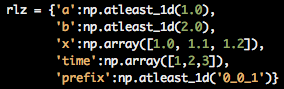 rlz = {'a':np.atleast_1d(1.0),
'b':np.atleast_1d(2.0),
'x':np.array([1.0, 1.1, 1.2]),
'time':np.array([1,2,3]),
'prefix':np.atleast_1d('0_0_1')}